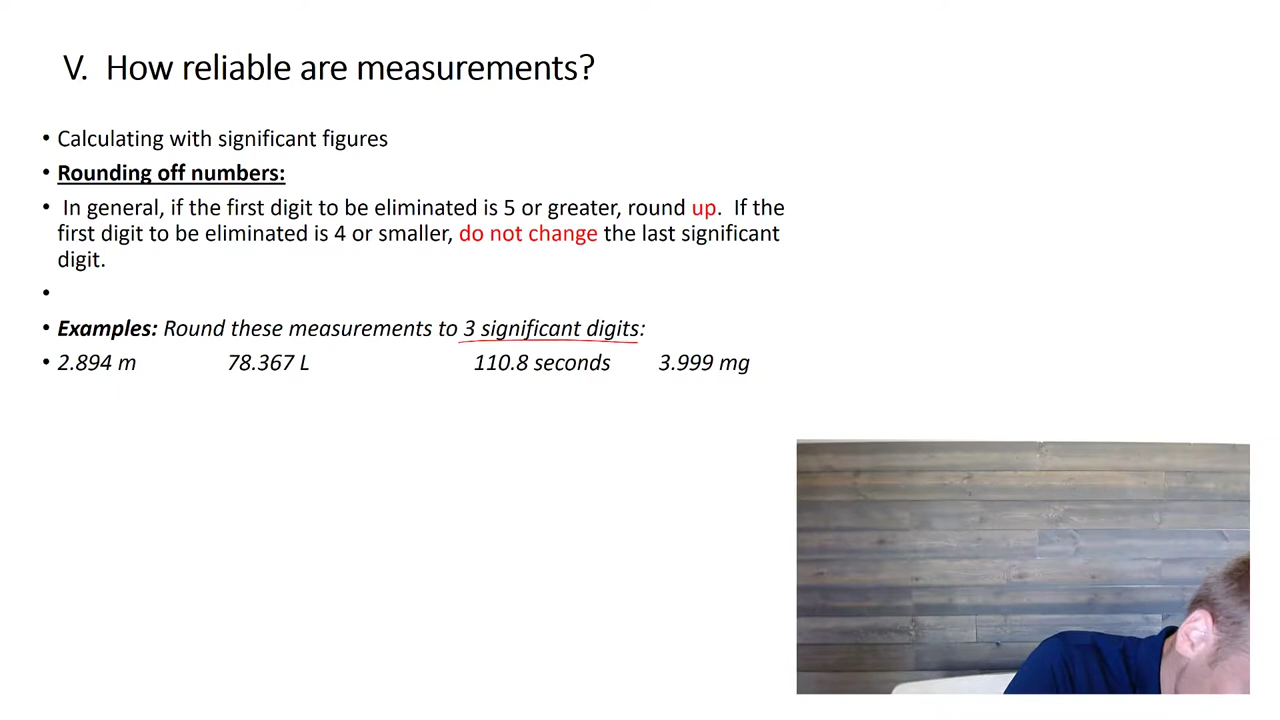 V. How reliable are measurements?
• Calculating with significant figures
• Rounding off numbers:
• In general, if the first digit to be eliminated is 5 or greater, round up. If the
first digit to be eliminated is 4 or smaller, do not change the last significant
digit.
•
• Examples: Round these measurements to 3 significant digits:
• 2.894 m 78.367 L 110.8 seconds 3.999 mg